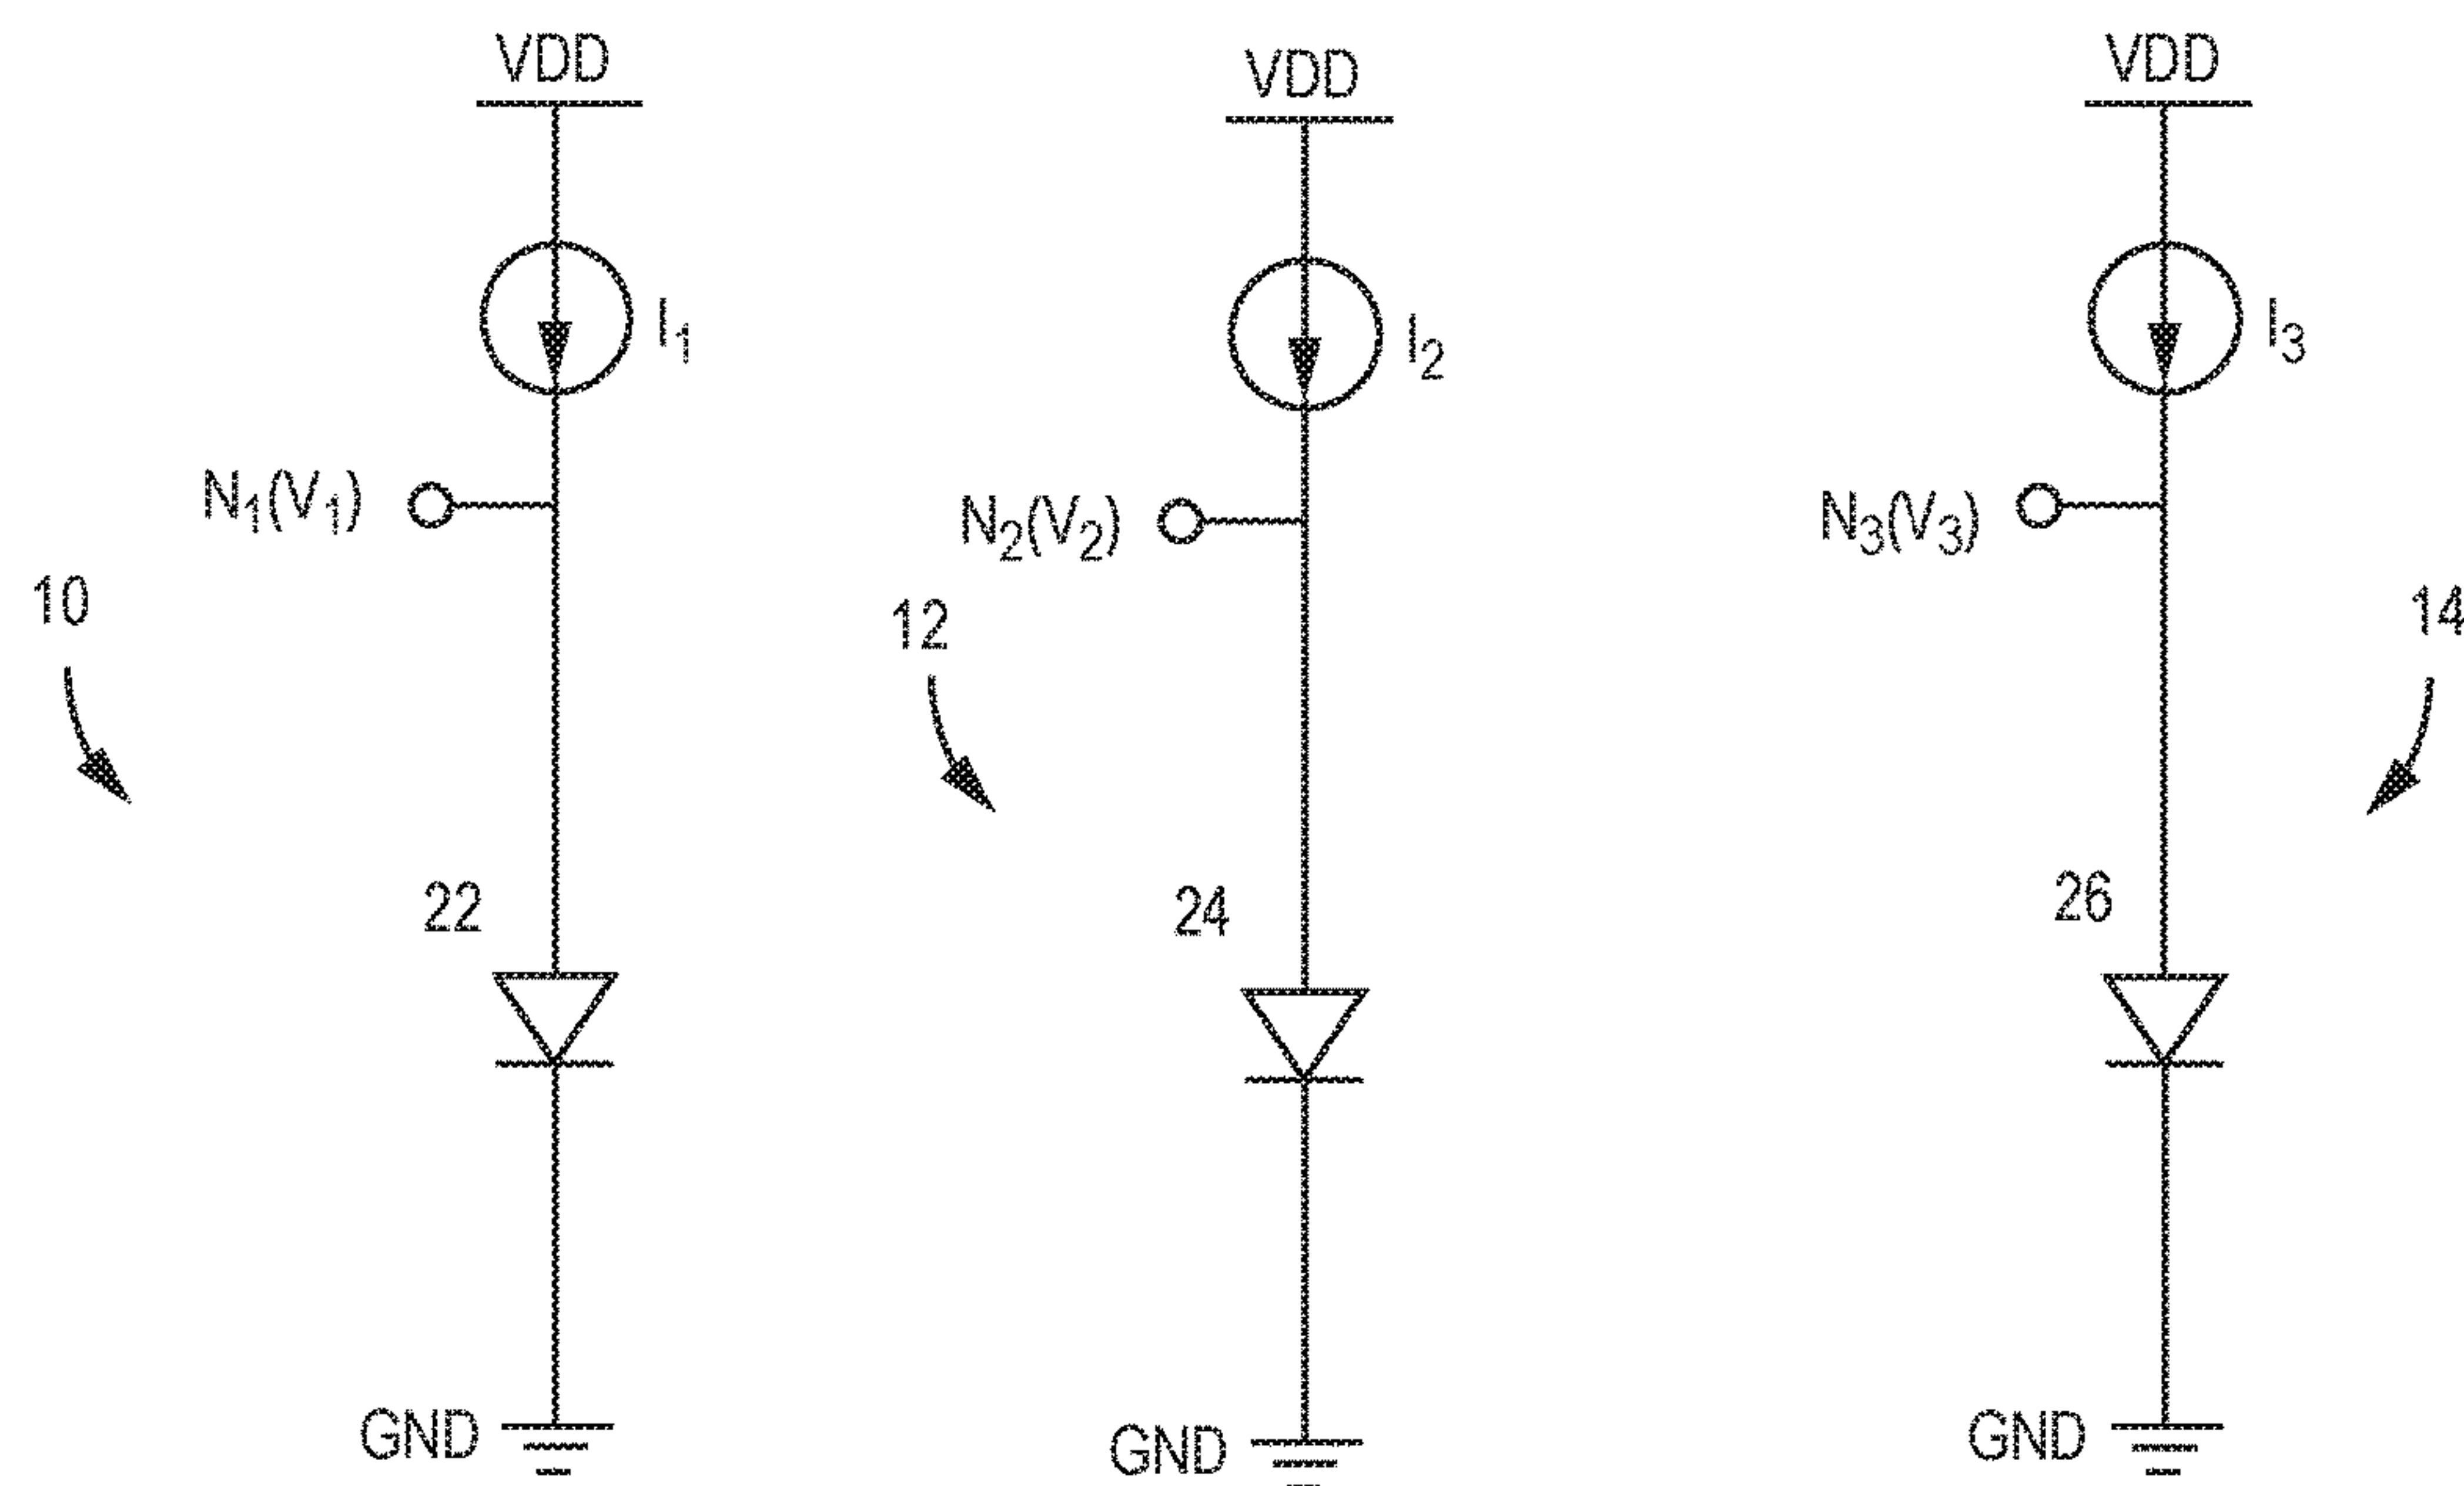 VDD
VDD
VDD
I1
I2
I3
N1(V1)
N2(V2)
N3(V3)
10
12
14
22
24
26
GND
GND
GND